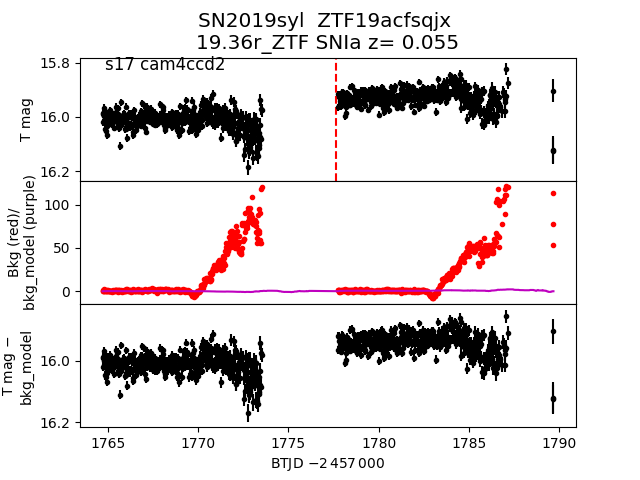 SN2019syl ZTF19acfsqjx
19.36r_ZTF SNIa z= 0.055
s17 cam4ccd2
15.8
16.0
16.2
T mag
100
50
0
Bkg (red)/
bkg_model (purple)
16.0
16.2
T mag −
bkg_model
1765 1770 1775 1780 1785 1790
BTJD −2 457 000